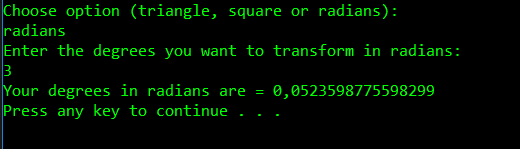 Choose option (triangle, square or radians):
radians
Enter the degrees you want to transform in radians:
3
Your degrees in radians are = 0,0523598775598299
Press any key to continue . . .